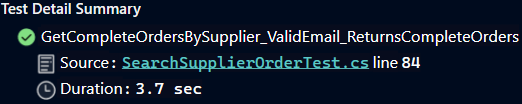 Test Detail Summary
GetCompleteOrdersBySupplier_ValidEmail_ReturnsCompleteOrders
Source: SearchSupplierOrderTest.cs line 84
Duration: 3.7 sec